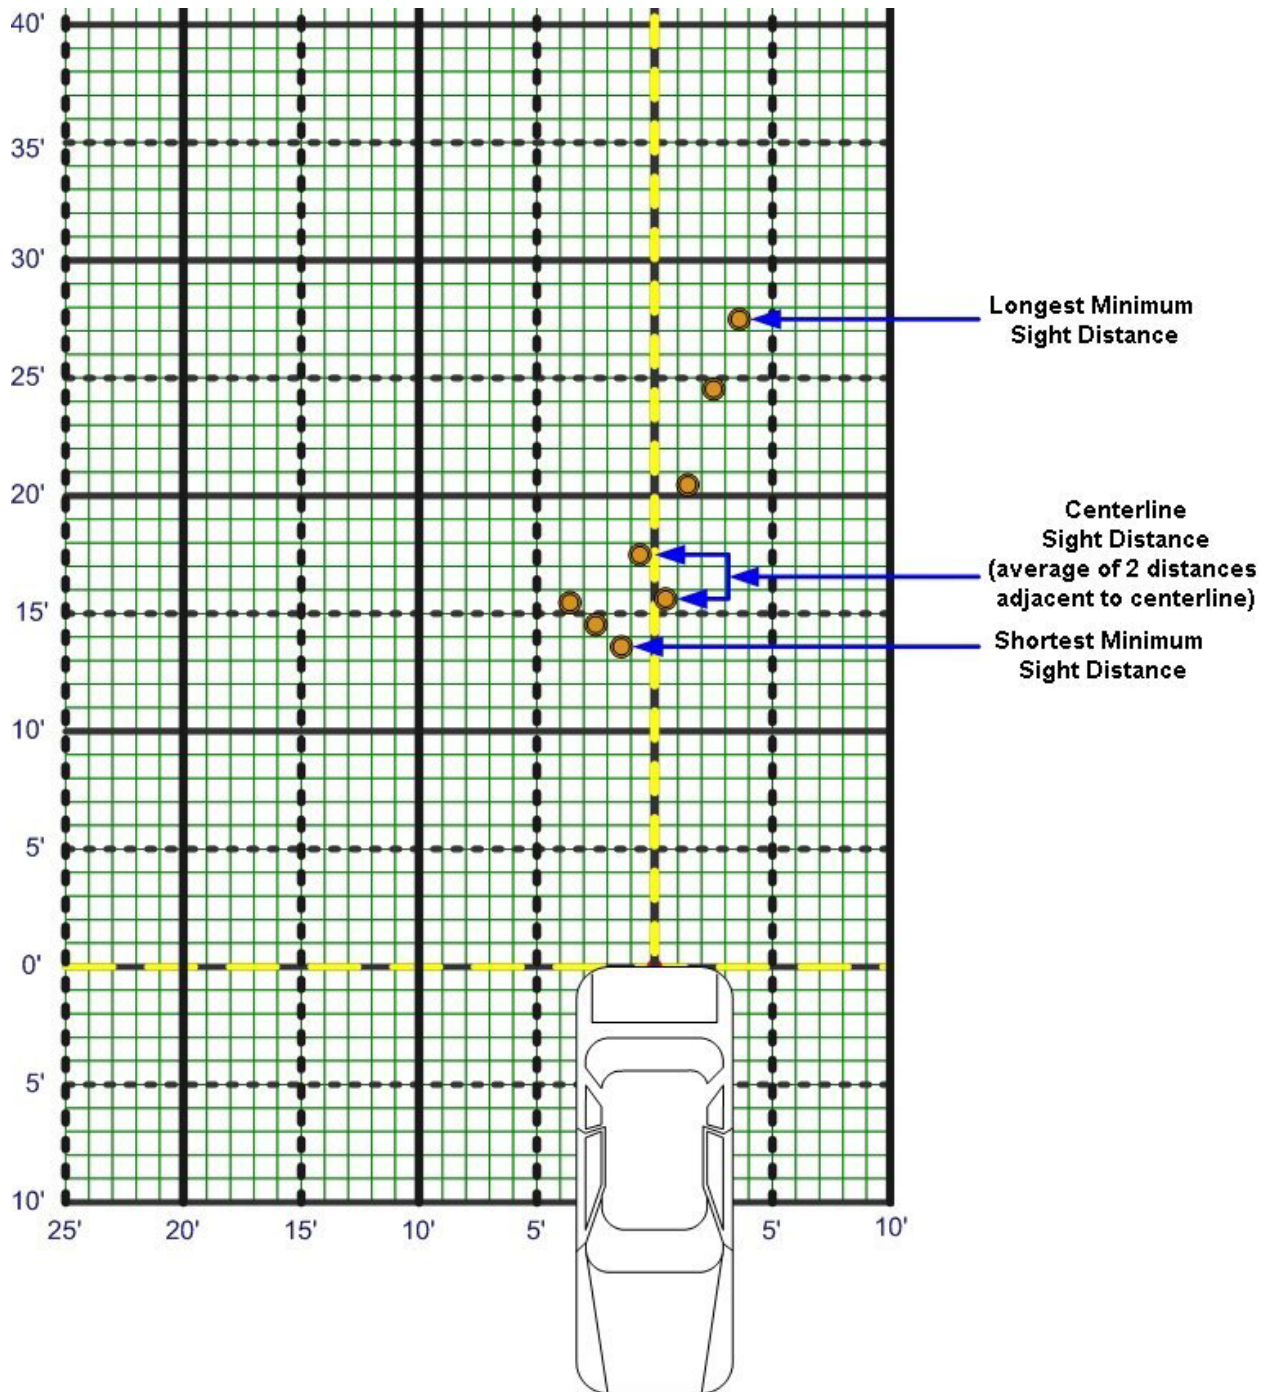 40'
35'
30'
Longest Minimum
Sight Distance
25'
20'
Centerline
Sight Distance
(average of 2 distances
adjacent to centerline)
15'
Shortest Minimum
Sight Distance
10'
5'
0'
5'
10'
25' 20' 15' 10' 5' 5' 10'